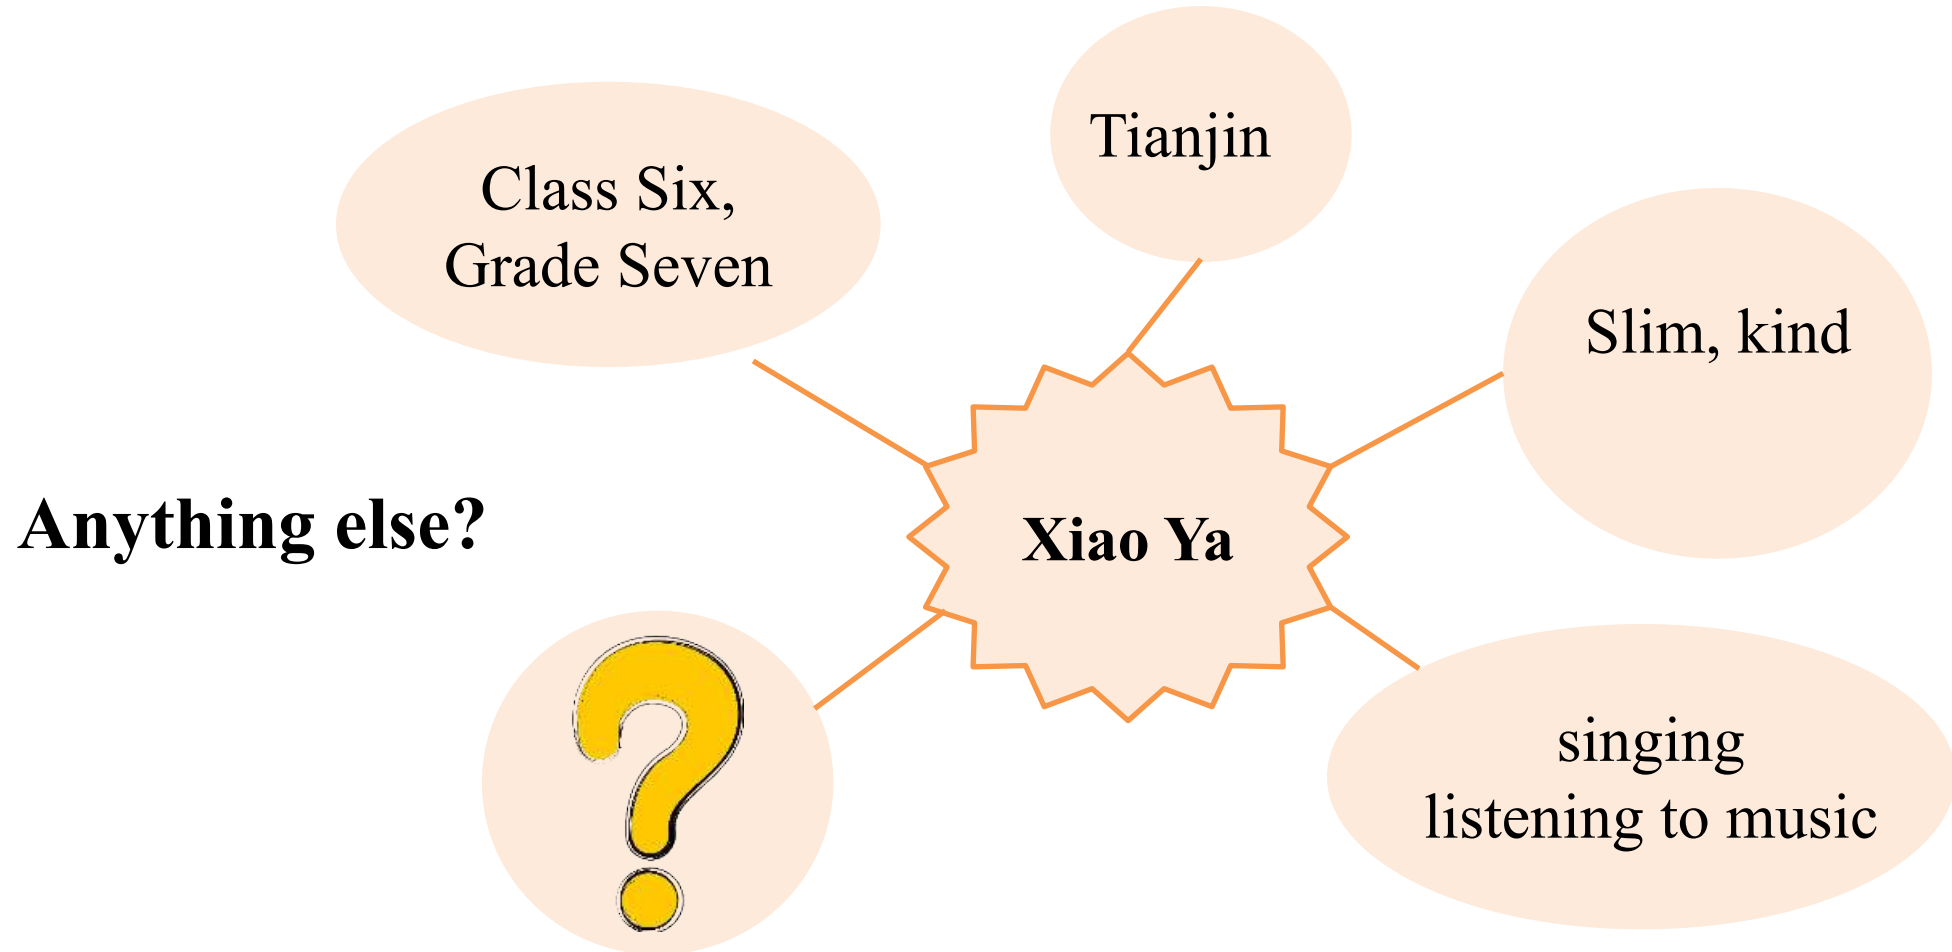 Tianjin
Class Six,
Grade Seven
Slim, kind
Anything else?
Xiao Ya
?
singing
listening to music